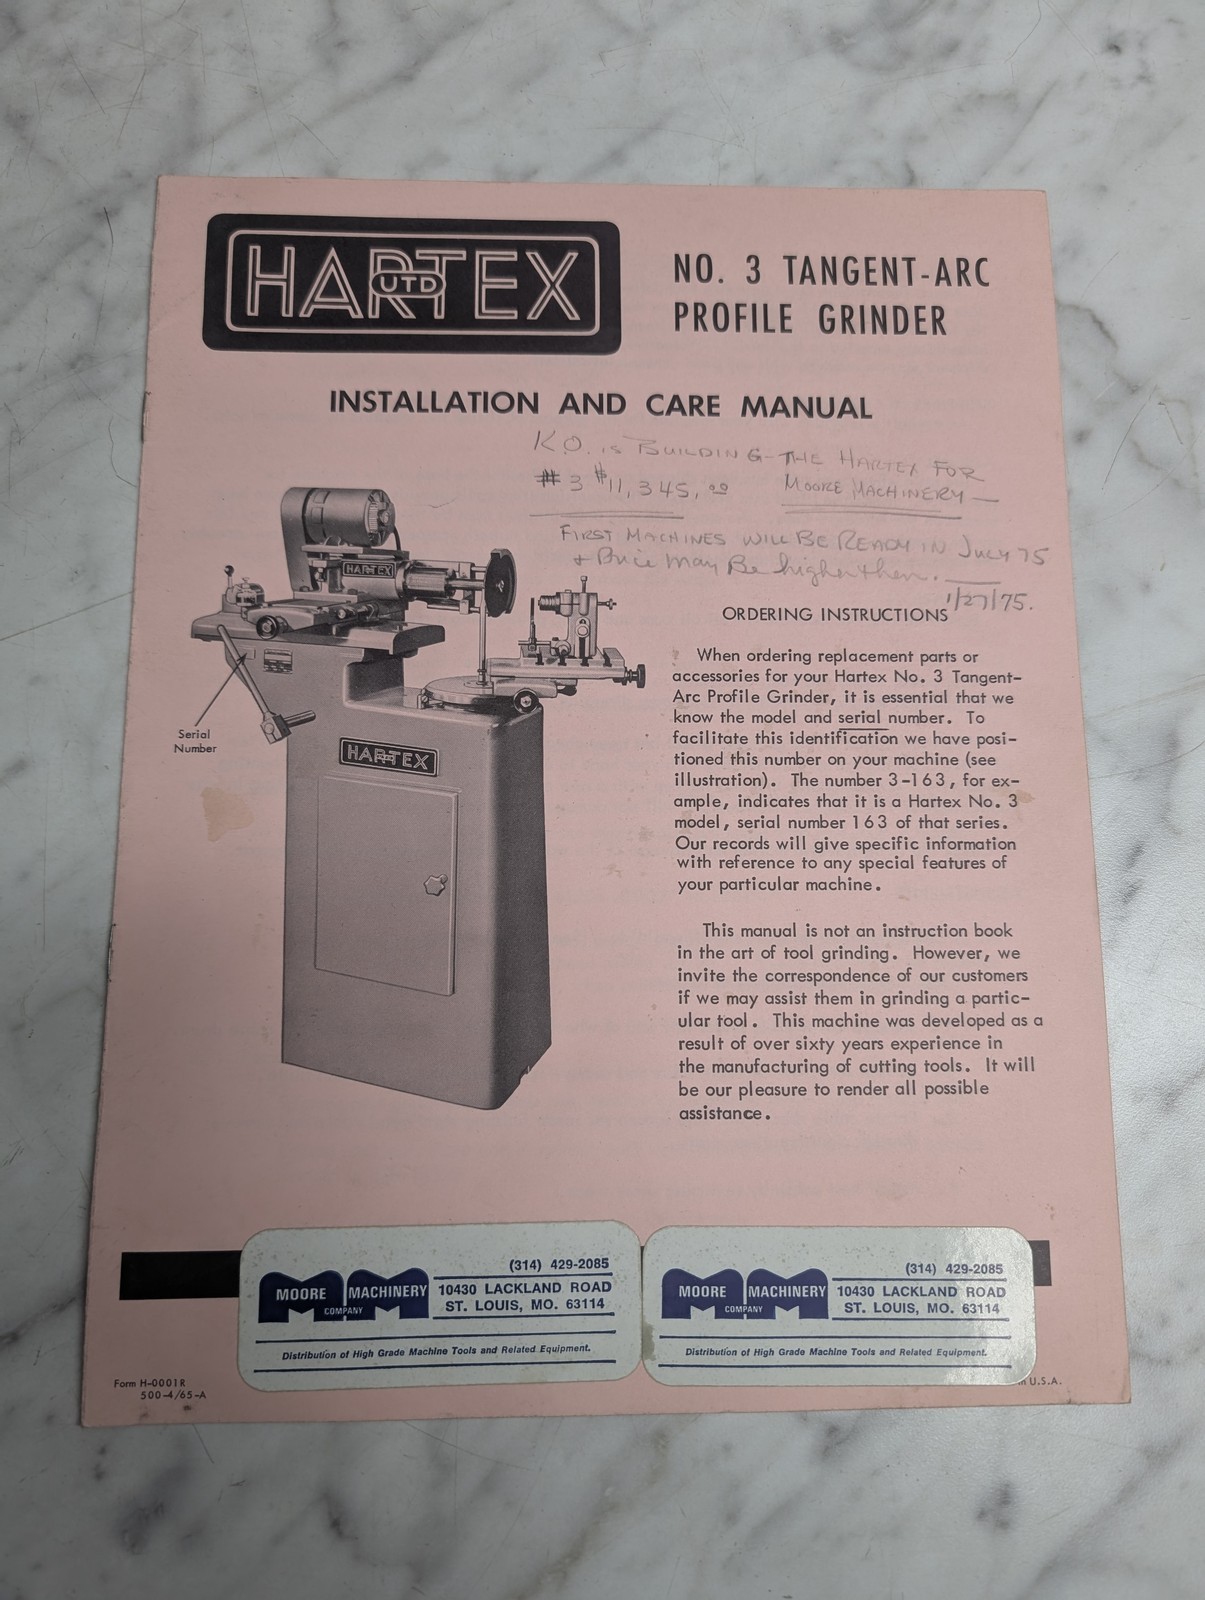 HARTEX
UTD
NO. 3 TANGENT-ARC
PROFILE GRINDER
INSTALLATION AND CARE MANUAL
K.O. is BUILDING - THE HARTEX FOR
# 3 $11,345.00 MOORE MACHINERY —
FIRST MACHINES WILL BE READY IN July 75
+ Price may Be higher then.
1/27/75.
HARTEX
HARTEX
Serial
Number
ORDERING INSTRUCTIONS
When ordering replacement parts or
accessories for your Hartex No. 3 Tangent-
Arc Profile Grinder, it is essential that we
know the model and serial number. To
facilitate this identification we have posi-
tioned this number on your machine (see
illustration). The number 3-163, for ex-
ample, indicates that it is a Hartex No. 3
model, serial number 163 of that series.
Our records will give specific information
with reference to any special features of
your particular machine.
This manual is not an instruction book
in the art of tool grinding. However, we
invite the correspondence of our customers
if we may assist them in grinding a partic-
ular tool. This machine was developed as a
result of over sixty years experience in
the manufacturing of cutting tools. It will
be our pleasure to render all possible
assistance.
MOORE MACHINERY
COMPANY
(314) 429-2085
10430 LACKLAND ROAD
ST. LOUIS, MO. 63114
Distribution of High Grade Machine Tools and Related Equipment.
MOORE MACHINERY
COMPANY
(314) 429-2085
10430 LACKLAND ROAD
ST. LOUIS, MO. 63114
Distribution of High Grade Machine Tools and Related Equipment.
Form H-0001R
500-4/65-A
U.S.A.